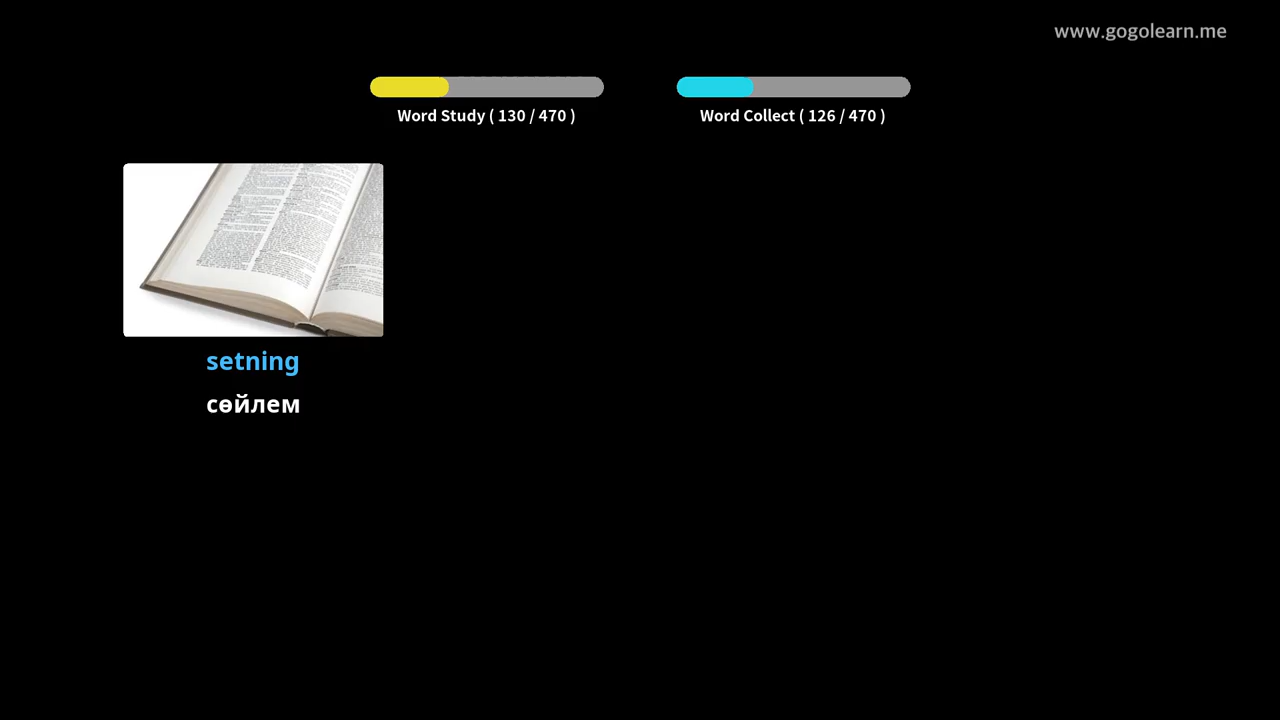 www.gogolearn.me
Word Study ( 130 / 470 )
Word Collect ( 126 / 470 )
setning
сөйлем